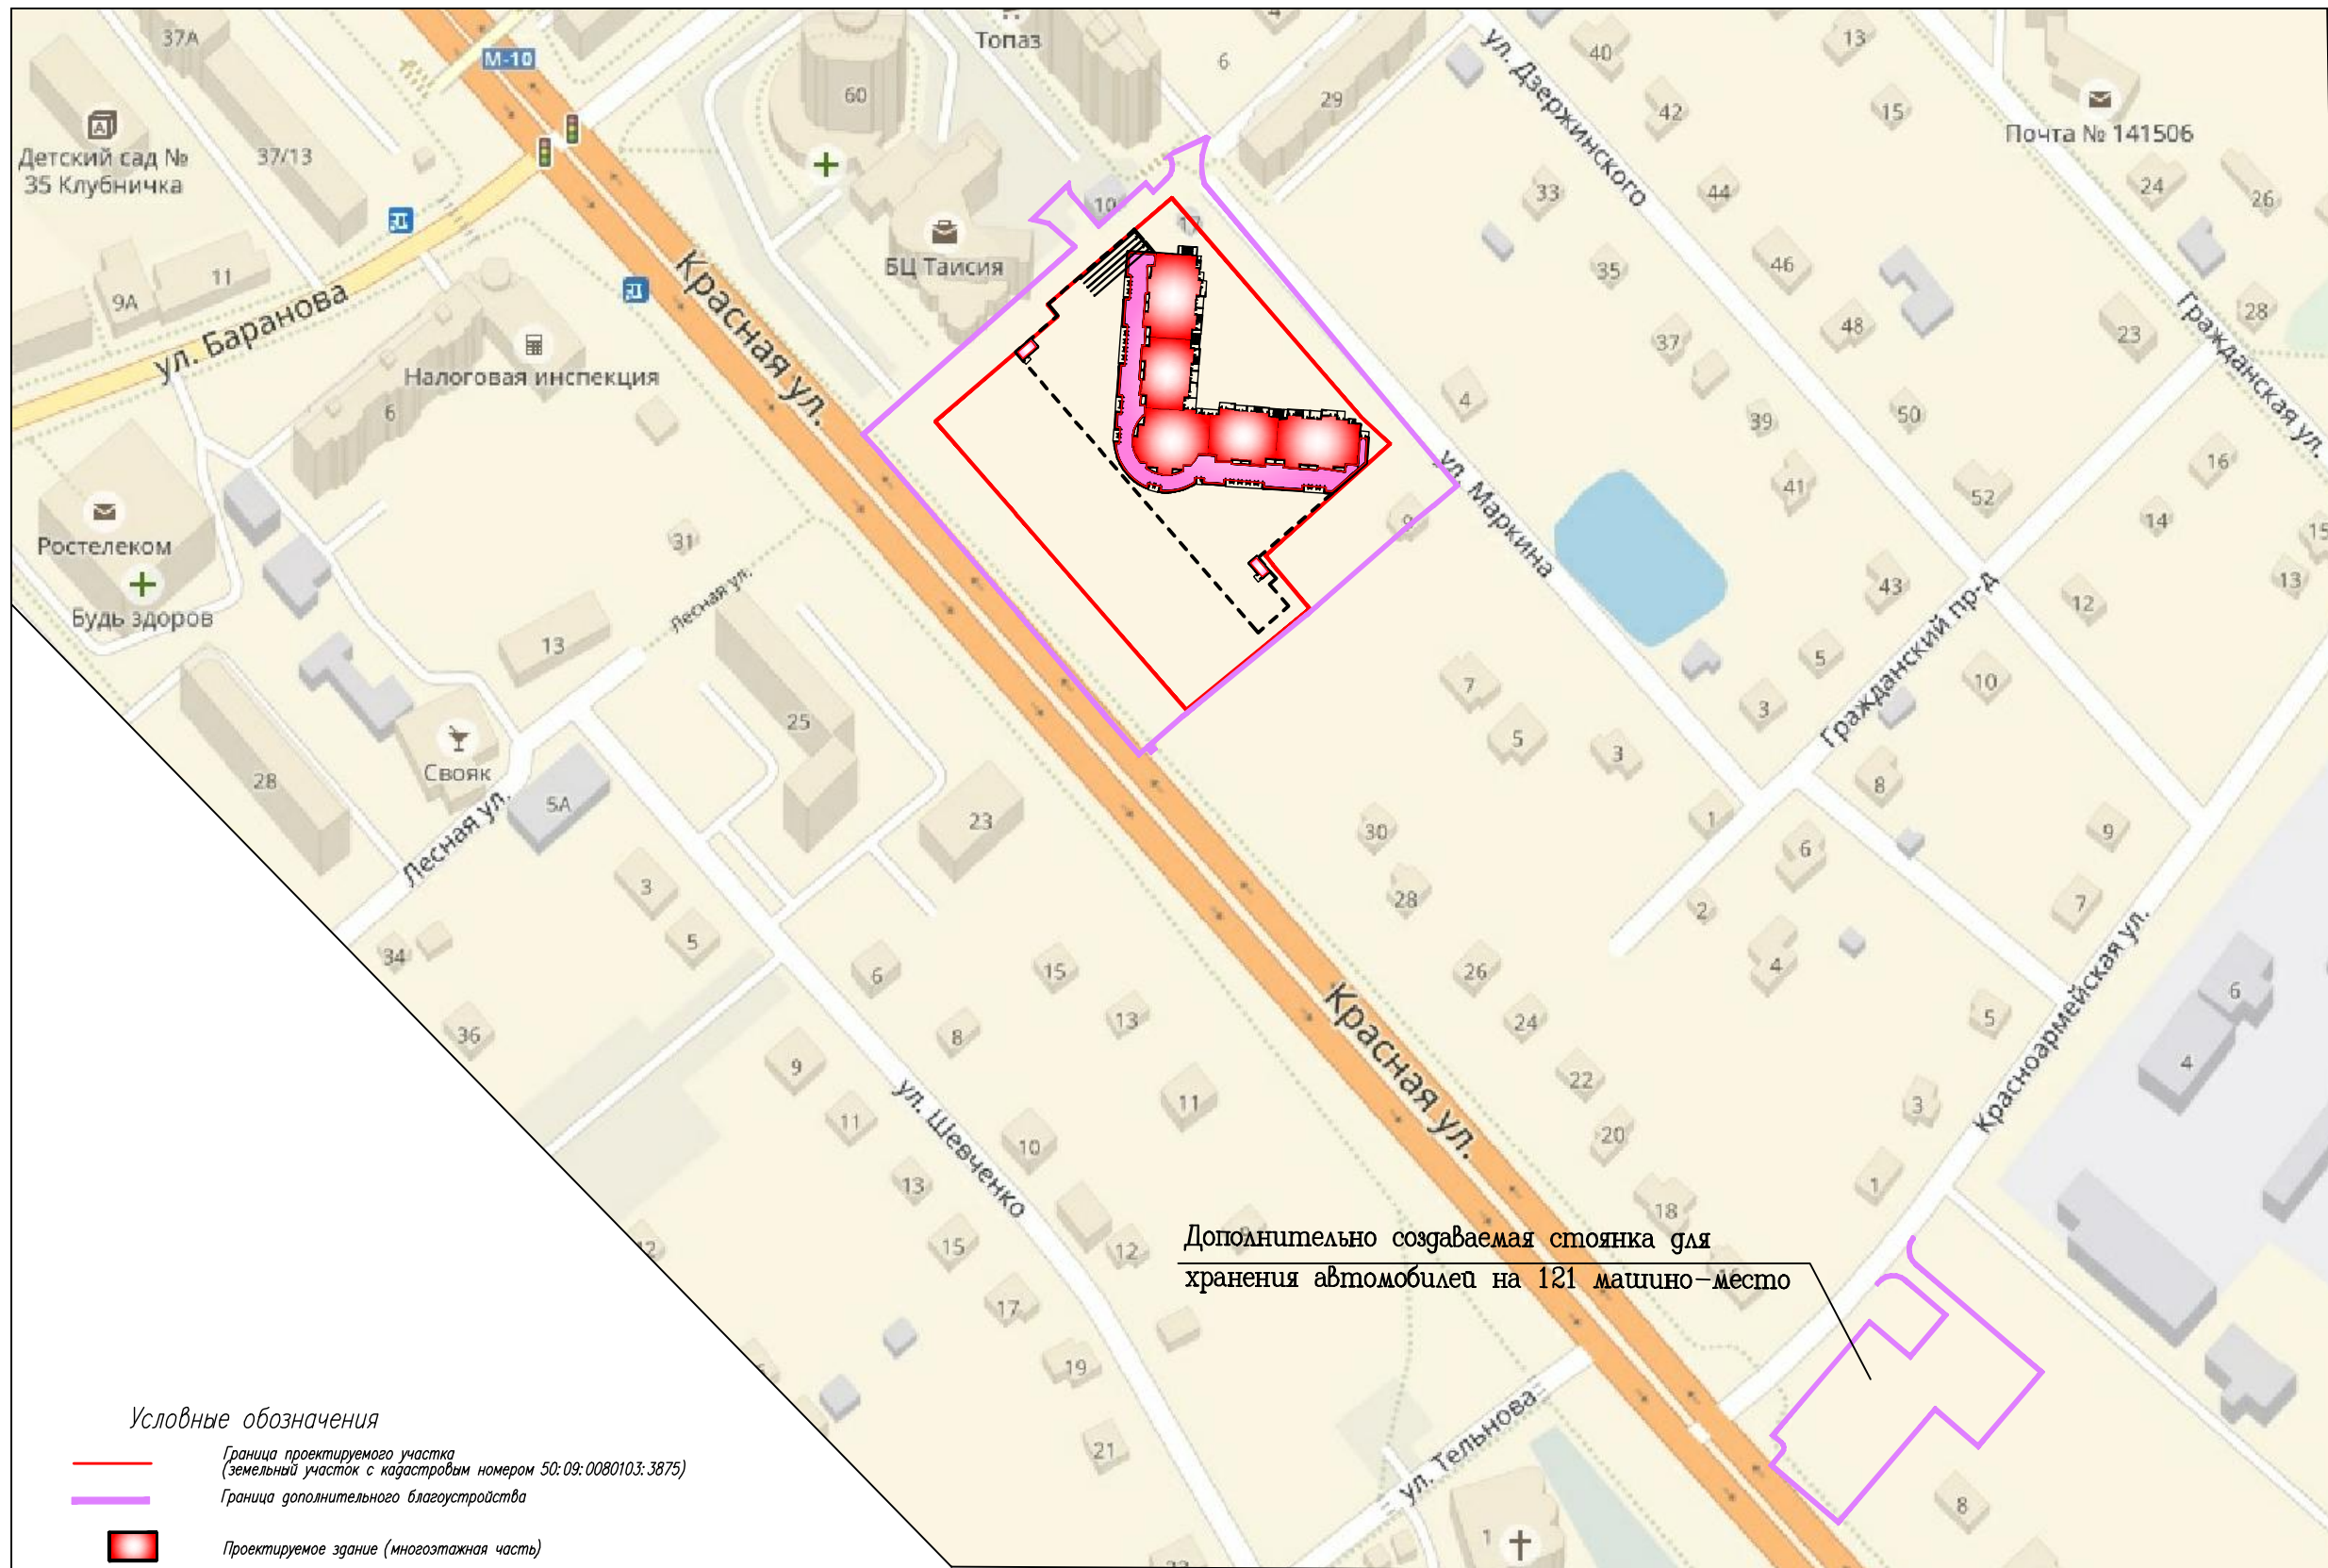 37А
М-10
Топаз
60
6
29
ул. Дзержинского
40
13
42
15
Почта № 141506
Детский сад №
35 Клубничка
37/13
10
17
33
44
24
26
БЦ Таисия
11
9А
ул. Баранова
Красная ул.
35
46
Гражданская ул.
28
Налоговая инспекция
6
4
37
48
23
39
50
ул. Маркина
9
41
52
16
14
15
Ростелеком
31
Будь здоров
Лесная ул.
43
13
12
Гражданский пр-д
13
25
7
5
3
5
3
10
28
Свояк
5А
Лесная ул.
23
30
1
8
6
9
3
28
2
7
5
34
6
15
26
4
Красноармейская ул.
6
36
8
13
Красная ул.
24
5
9
22
4
11
ул. Шевченко
11
10
20
3
13
18
1
12
15
12
Дополнительно создаваемая стоянка для
хранения автомобилей на 121 машино-место
17
19
21
ул. Тельнова
8
1
Условные обозначения
Граница проектируемого участка
(земельный участок с кадастровым номером 50:09:0080103:3875)
Граница дополнительного благоустройства
Проектируемое здание (многоэтажная часть)